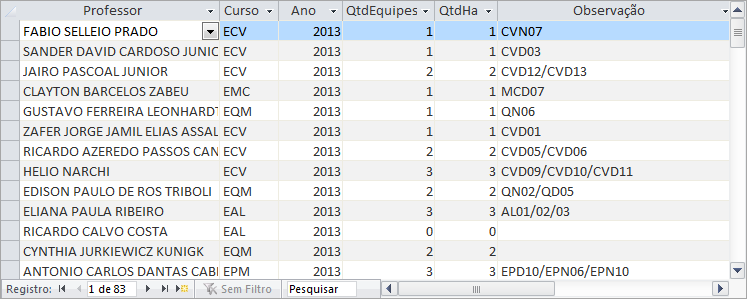 Professor Curso Ano QtdEquipes QtdHa Observação
FABIO SELLEIO PRADO ECV 2013 1 1 CVN07
SANDER DAVID CARDOSO JUNIC ECV 2013 1 1 CVD03
JAIRO PASCOAL JUNIOR ECV 2013 2 2 CVD12/CVD13
CLAYTON BARCELOS ZABEU EMC 2013 1 1 MCD07
GUSTAVO FERREIRA LEONHARDT EQM 2013 1 1 QN06
ZAFER JORGE JAMIL ELIAS ASSAL ECV 2013 1 1 CVD01
RICARDO AZEREDO PASSOS CAN ECV 2013 2 2 CVD05/CVD06
HELIO NARCHI ECV 2013 3 3 CVD09/CVD10/CVD11
EDISON PAULO DE ROS TRIBOLI EQM 2013 2 2 QN02/QD05
ELIANA PAULA RIBEIRO EAL 2013 3 3 AL01/02/03
RICARDO CALVO COSTA EAL 2013 0 0
CYNTHIA JURKIEWICZ KUNIGK EQM 2013 2 2
ANTONIO CARLOS DANTAS CABI EPM 2013 3 3 EPD10/EPN06/EPN10
Registro: 1 de 83 Sem Filtro Pesquisar